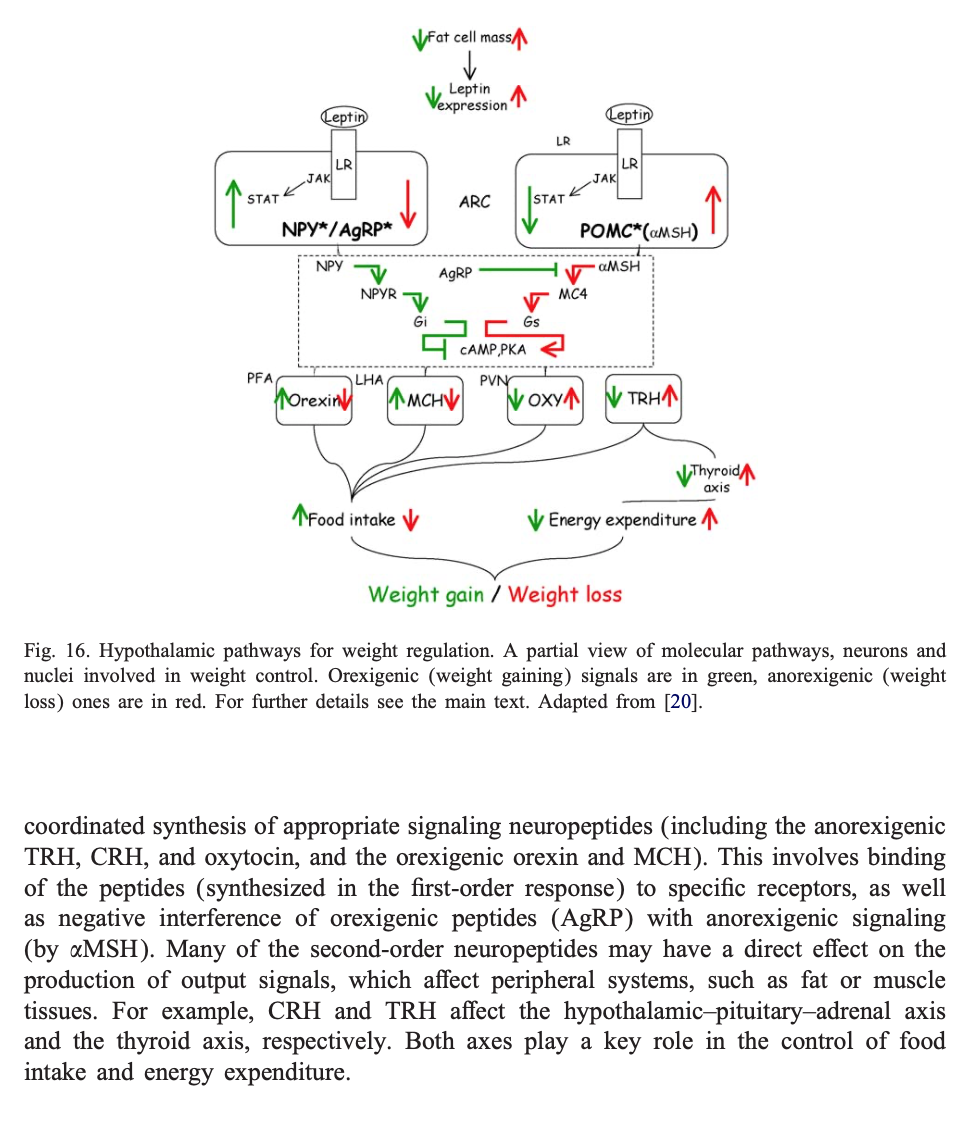 Fat cell mass
Leptin
expression
Leptin
Leptin
LR
LR
LR
JAK
JAK
STAT
STAT
ARC
NPY*/AgRP*
POMC*(αMSH)
NPY
AgRP
αMSH
NPYR
MC4
Gi
Gs
cAMP,PKA
PFA
LHA
PVN
Orexin
MCH
OXY
TRH
Thyroid
axis
Food intake
Energy expenditure
Weight gain / Weight loss
Fig. 16. Hypothalamic pathways for weight regulation. A partial view of molecular pathways, neurons and
nuclei involved in weight control. Orexigenic (weight gaining) signals are in green, anorexigenic (weight
loss) ones are in red. For further details see the main text. Adapted from [20].
coordinated synthesis of appropriate signaling neuropeptides (including the anorexigenic
TRH, CRH, and oxytocin, and the orexigenic orexin and MCH). This involves binding
of the peptides (synthesized in the first-order response) to specific receptors, as well
as negative interference of orexigenic peptides (AgRP) with anorexigenic signaling
(by αMSH). Many of the second-order neuropeptides may have a direct effect on the
production of output signals, which affect peripheral systems, such as fat or muscle
tissues. For example, CRH and TRH affect the hypothalamic–pituitary–adrenal axis
and the thyroid axis, respectively. Both axes play a key role in the control of food
intake and energy expenditure.